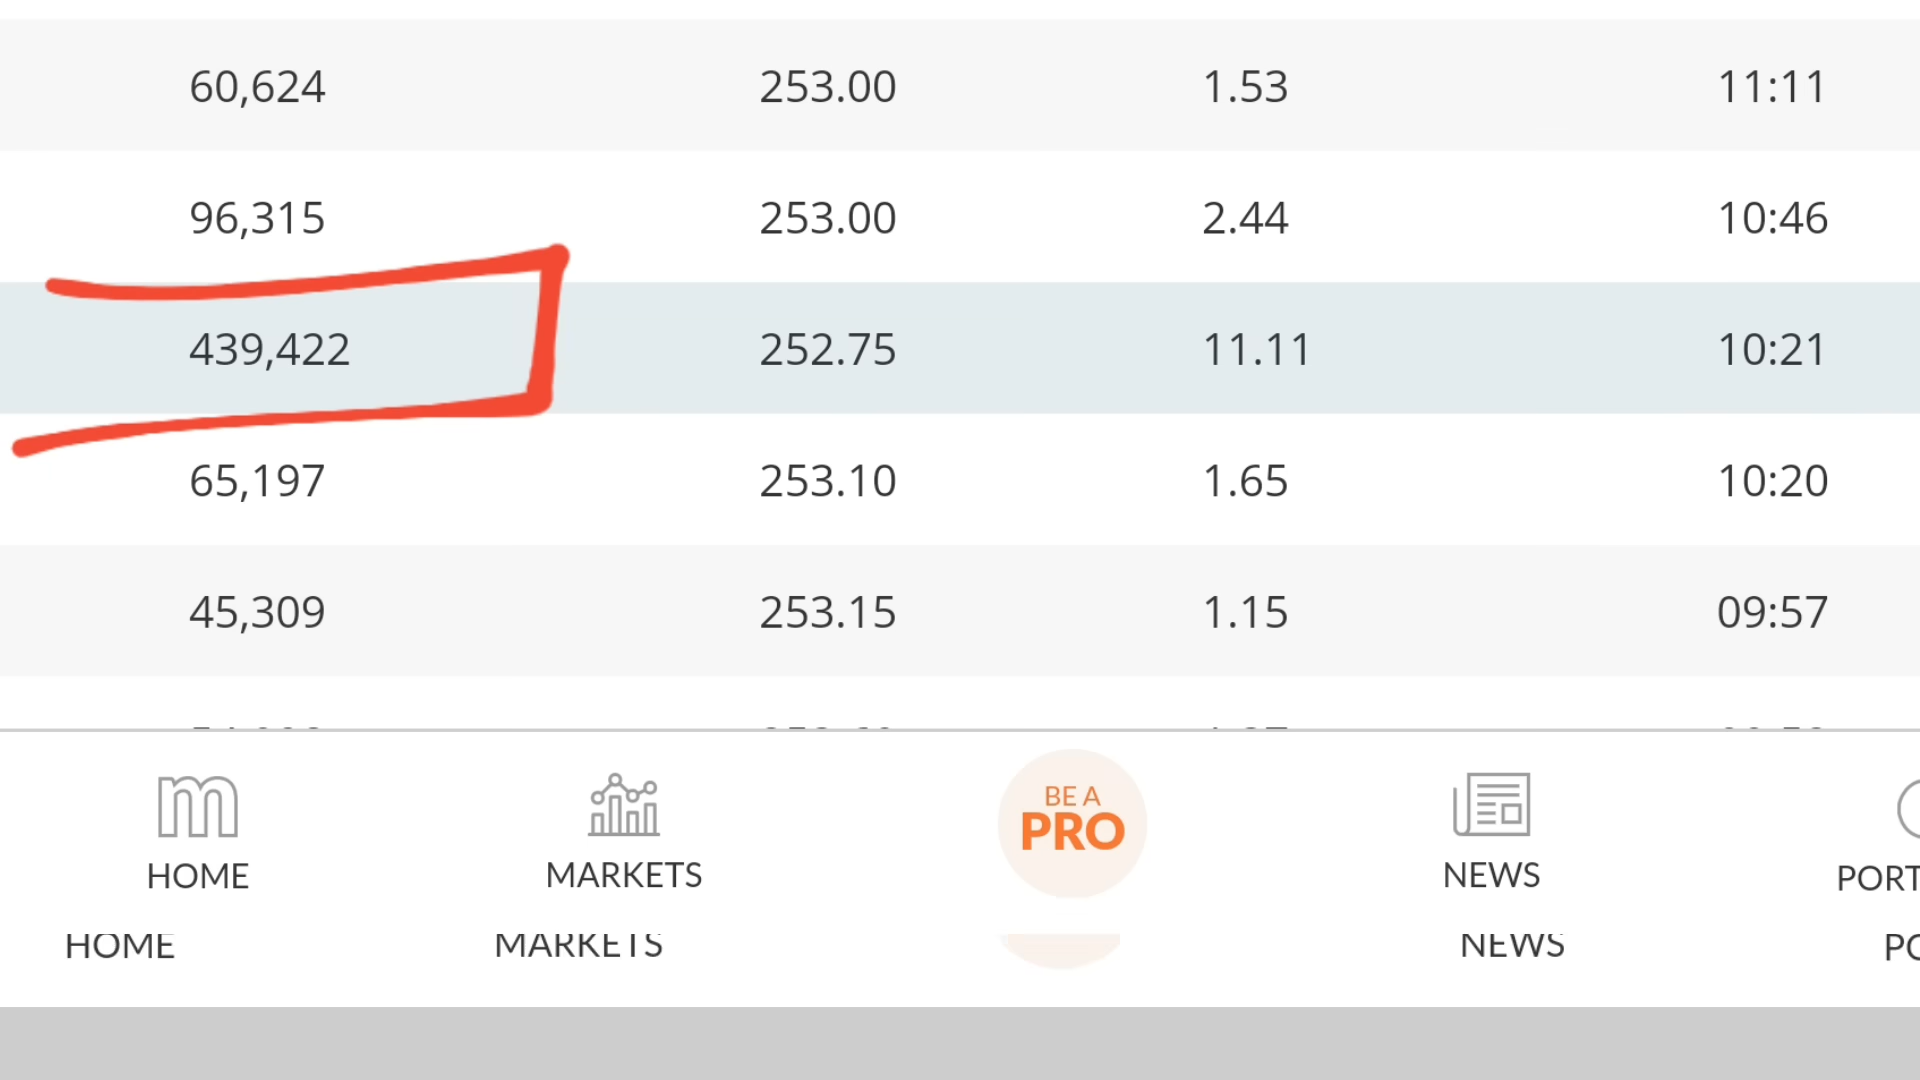 60,624 253.00 1.53 11:11
96,315 253.00 2.44 10:46
439,422 252.75 11.11 10:21
65,197 253.10 1.65 10:20
45,309 253.15 1.15 09:57
BE A
PRO
HOME MARKETS NEWS PORT
HOME MARKETS NEWS PO